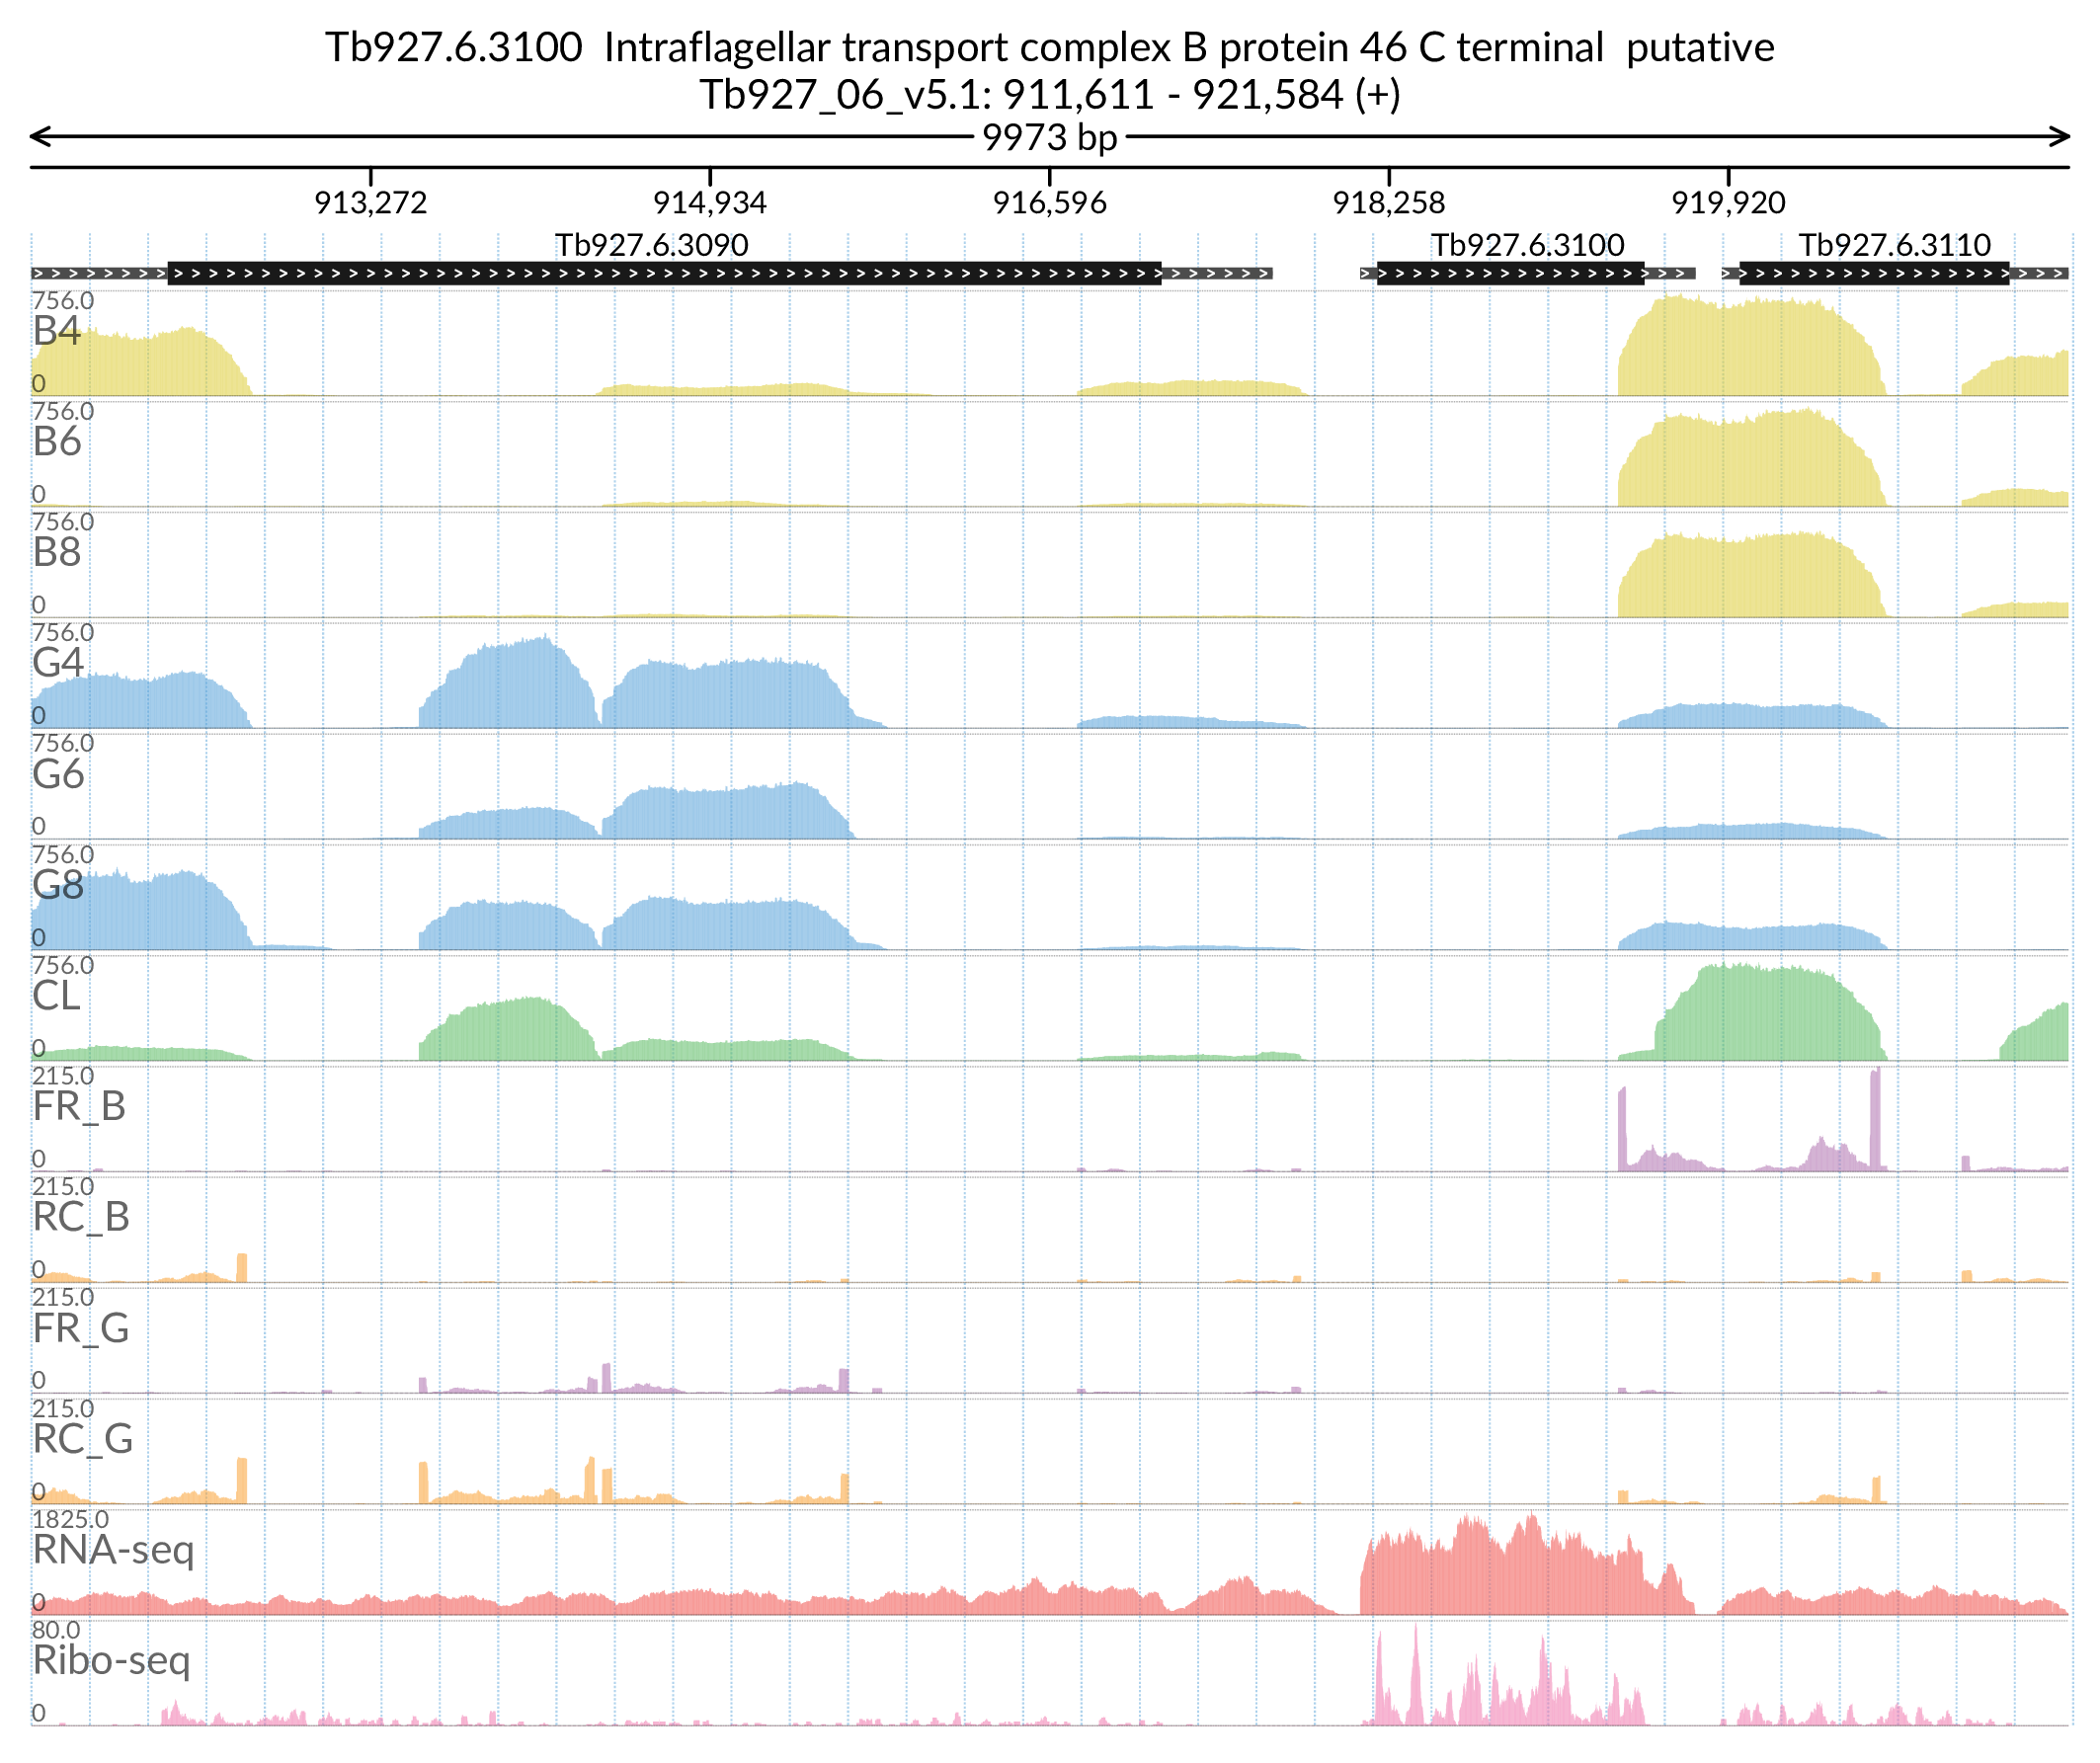 Tb927.6.3100  Intraflagellar transport complex B protein 46 C terminal  putative
Tb927_06_v5.1: 911,611 - 921,584 (+)
9973 bp
913,272 914,934 916,596 918,258 919,920
Tb927.6.3090 Tb927.6.3100 Tb927.6.3110
756.0
B4
0
756.0
B6
0
756.0
B8
0
756.0
G4
0
756.0
G6
0
756.0
G8
0
756.0
CL
0
215.0
FR_B
0
215.0
RC_B
0
215.0
FR_G
0
215.0
RC_G
0
1825.0
RNA-seq
0
80.0
Ribo-seq
0